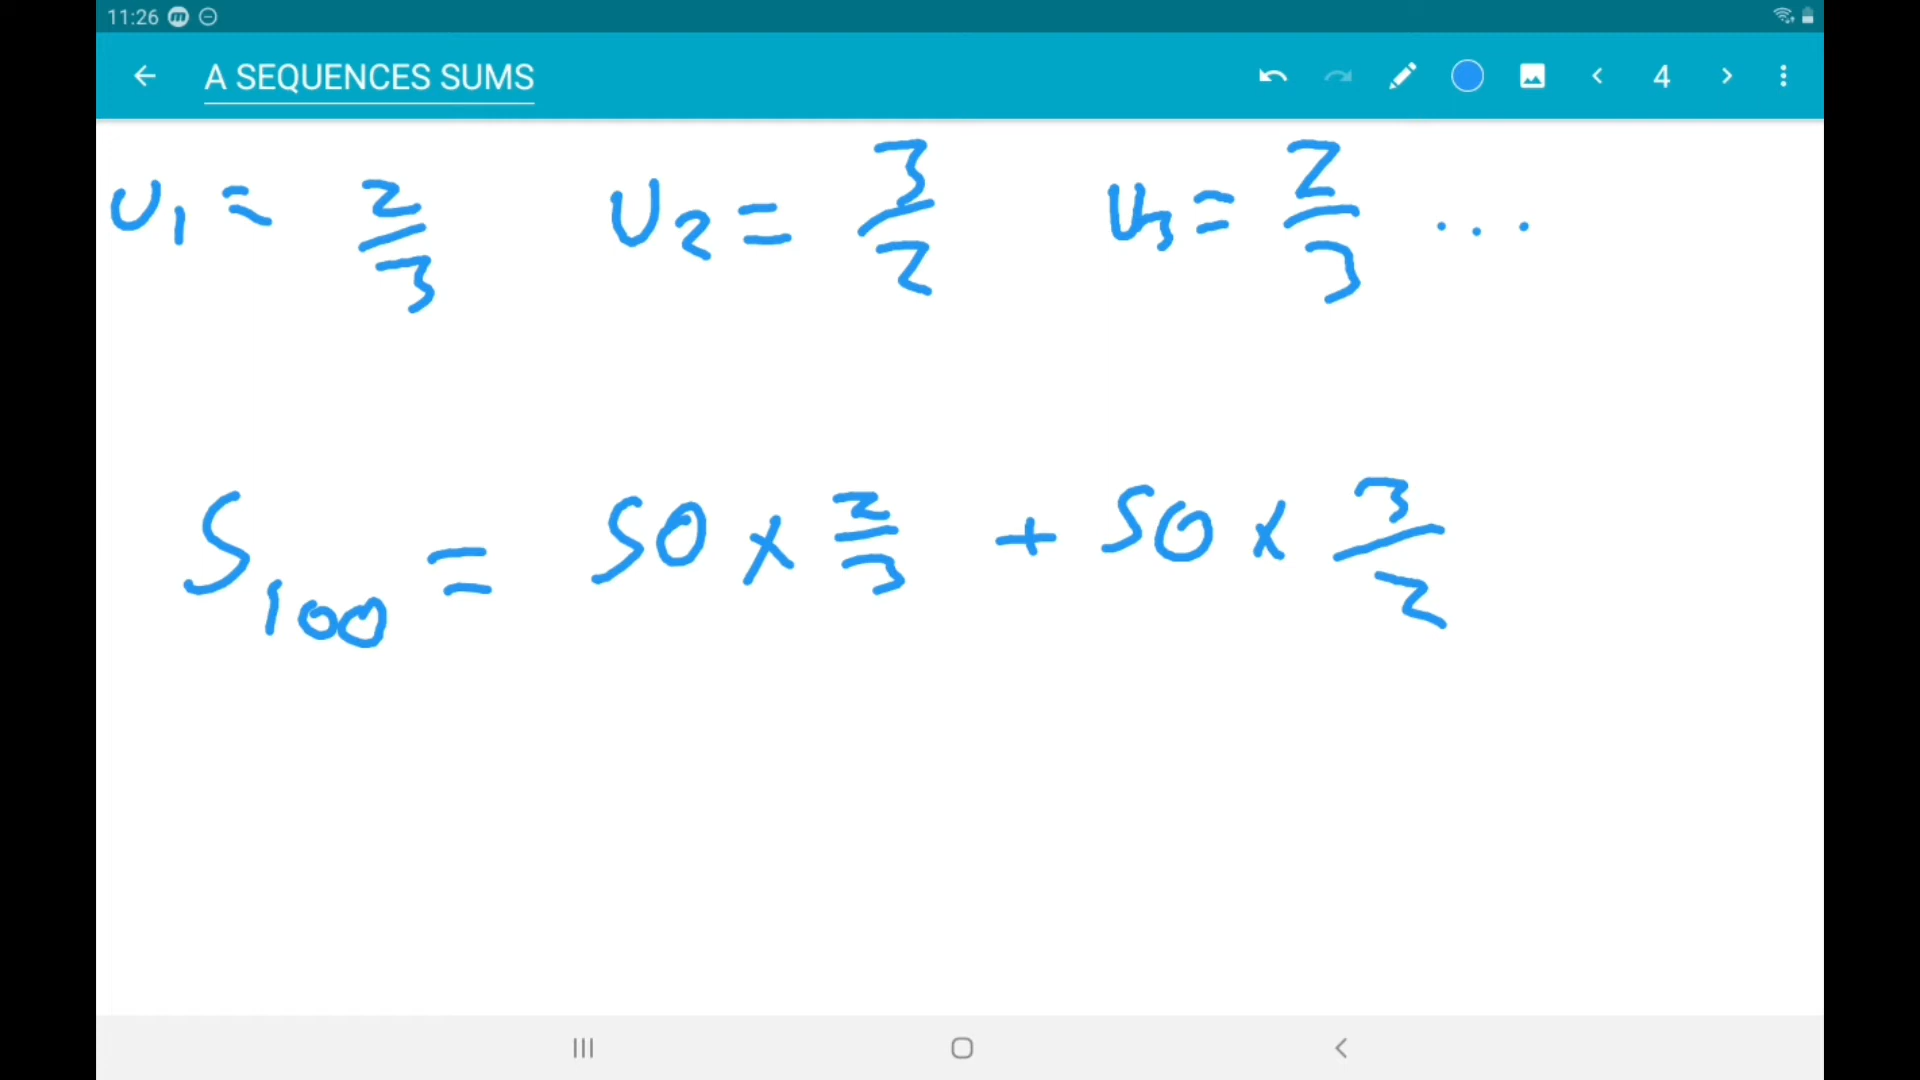 11:26
A SEQUENCES SUMS 4
U₁ = 2/3 U₂ = 3/2 U₃ = 2/3 ...
S₁₀₀ = 50 × 2/3 + 50 × 3/2